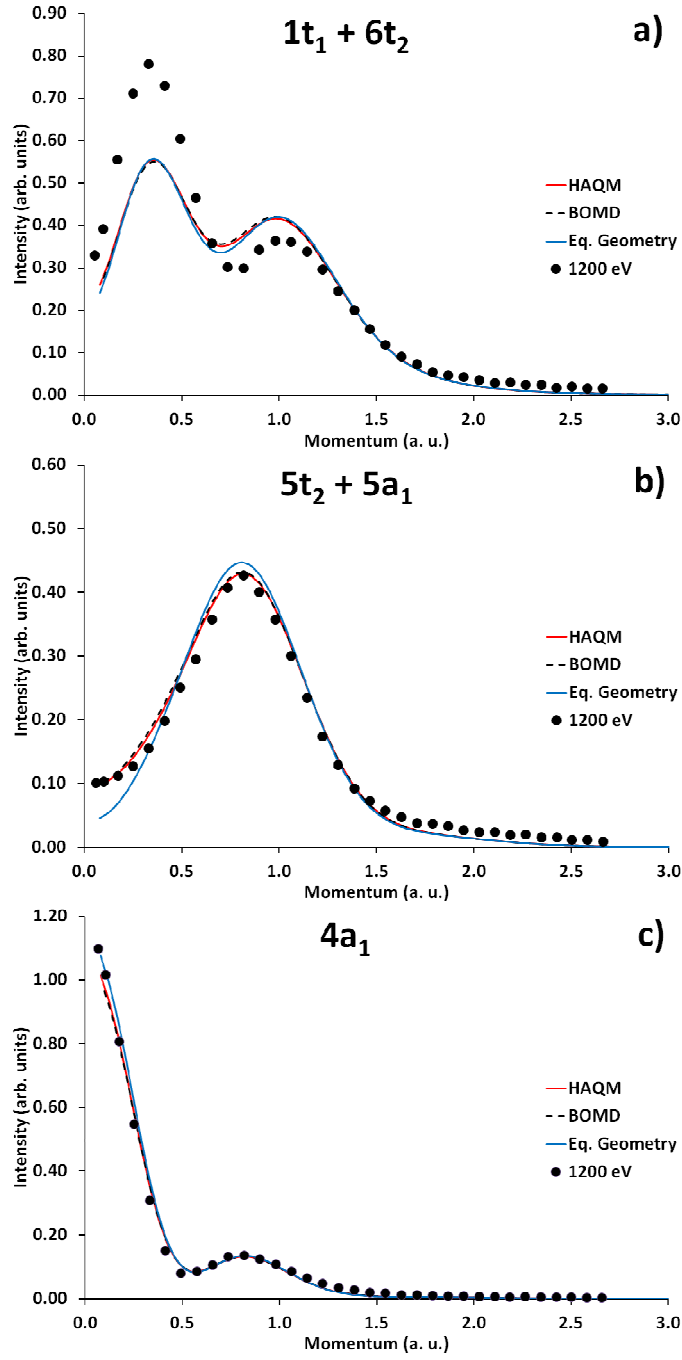 1t1 + 6t2
a)
Intensity (arb. units)
0.90
0.80
0.70
0.60
0.50
0.40
0.30
0.20
0.10
0.00
HAQM
BOMD
Eq. Geometry
1200 eV
0.0 0.5 1.0 1.5 2.0 2.5 3.0
Momentum (a. u.)
5t2 + 5a1
b)
Intensity (arb. units)
0.60
0.50
0.40
0.30
0.20
0.10
0.00
HAQM
BOMD
Eq. Geometry
1200 eV
0.0 0.5 1.0 1.5 2.0 2.5 3.0
Momentum (a. u.)
4a1
c)
Intensity (arb. units)
1.20
1.00
0.80
0.60
0.40
0.20
0.00
HAQM
BOMD
Eq. Geometry
1200 eV
0.0 0.5 1.0 1.5 2.0 2.5 3.0
Momentum (a. u.)